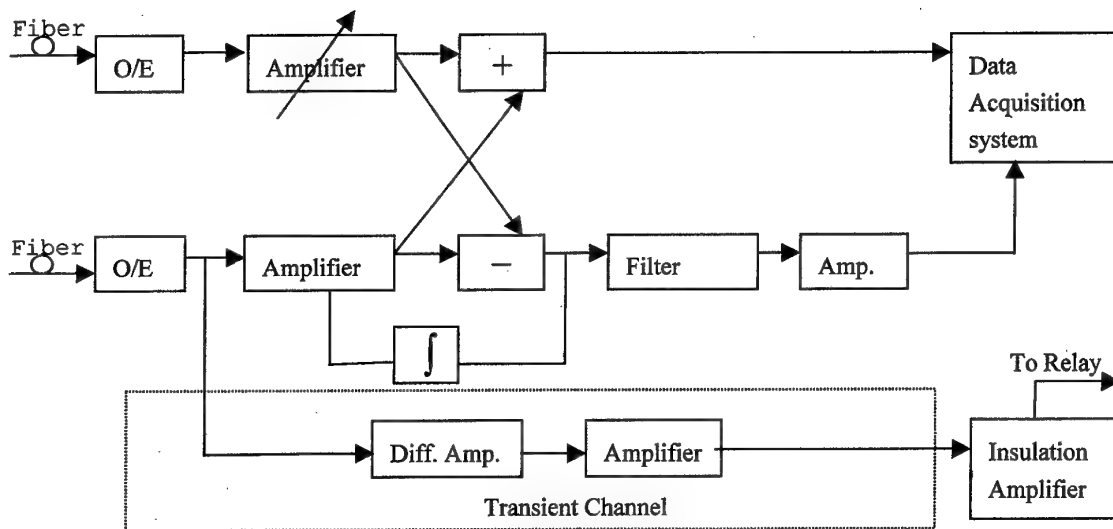 Fiber
O/E
Amplifier
+
Data
Acquisition
system
Fiber
O/E
Amplifier
−
Filter
Amp.
∫
To Relay
Diff. Amp.
Amplifier
Insulation
Amplifier
Transient Channel